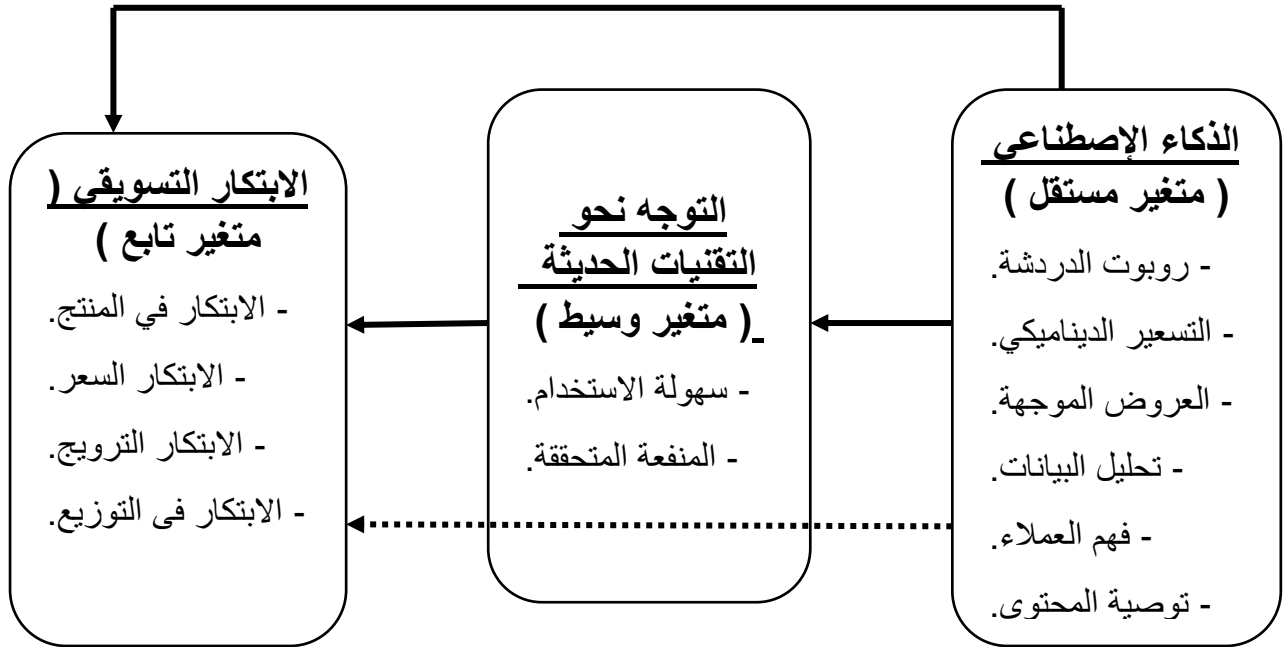 الذكاء الإصطناعي
( متغير مستقل )
- روبوت الدردشة.
- التسعير الديناميكي.
- العروض الموجهة.
- تحليل البيانات.
- فهم العملاء.
- توصية المحتوى.
التوجه نحو
التقنيات الحديثة
( متغير وسيط )
- سهولة الاستخدام.
- المنفعة المتحققة.
الابتكار التسويقي (
متغير تابع )
- الابتكار في المنتج.
- الابتكار السعر.
- الابتكار الترويج.
- الابتكار فى التوزيع.